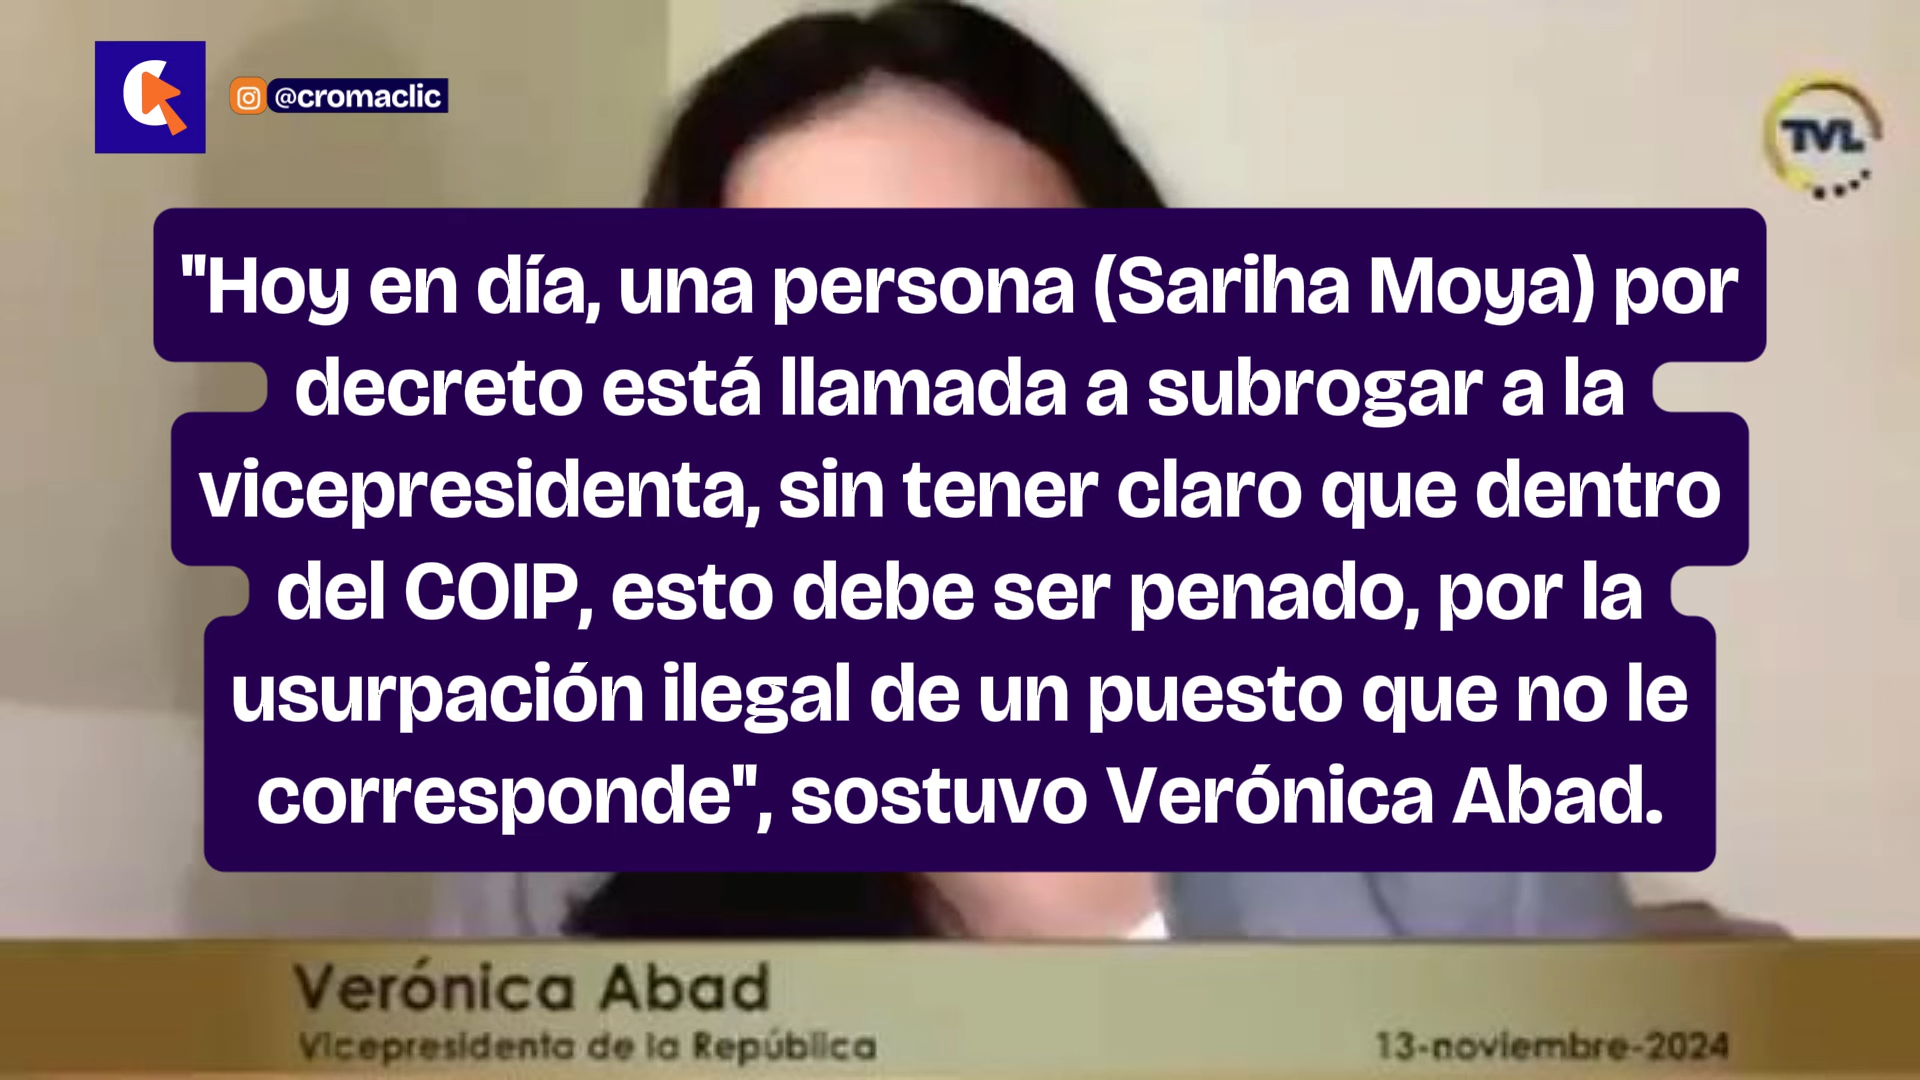 @cromaclic
TVL
"Hoy en día, una persona (Sariha Moya) por
decreto está llamada a subrogar a la
vicepresidenta, sin tener claro que dentro
del COIP, esto debe ser penado, por la
usurpación ilegal de un puesto que no le
corresponde", sostuvo Verónica Abad.
Verónica Abad
Vicepresidenta de la República
13-noviembre-2024